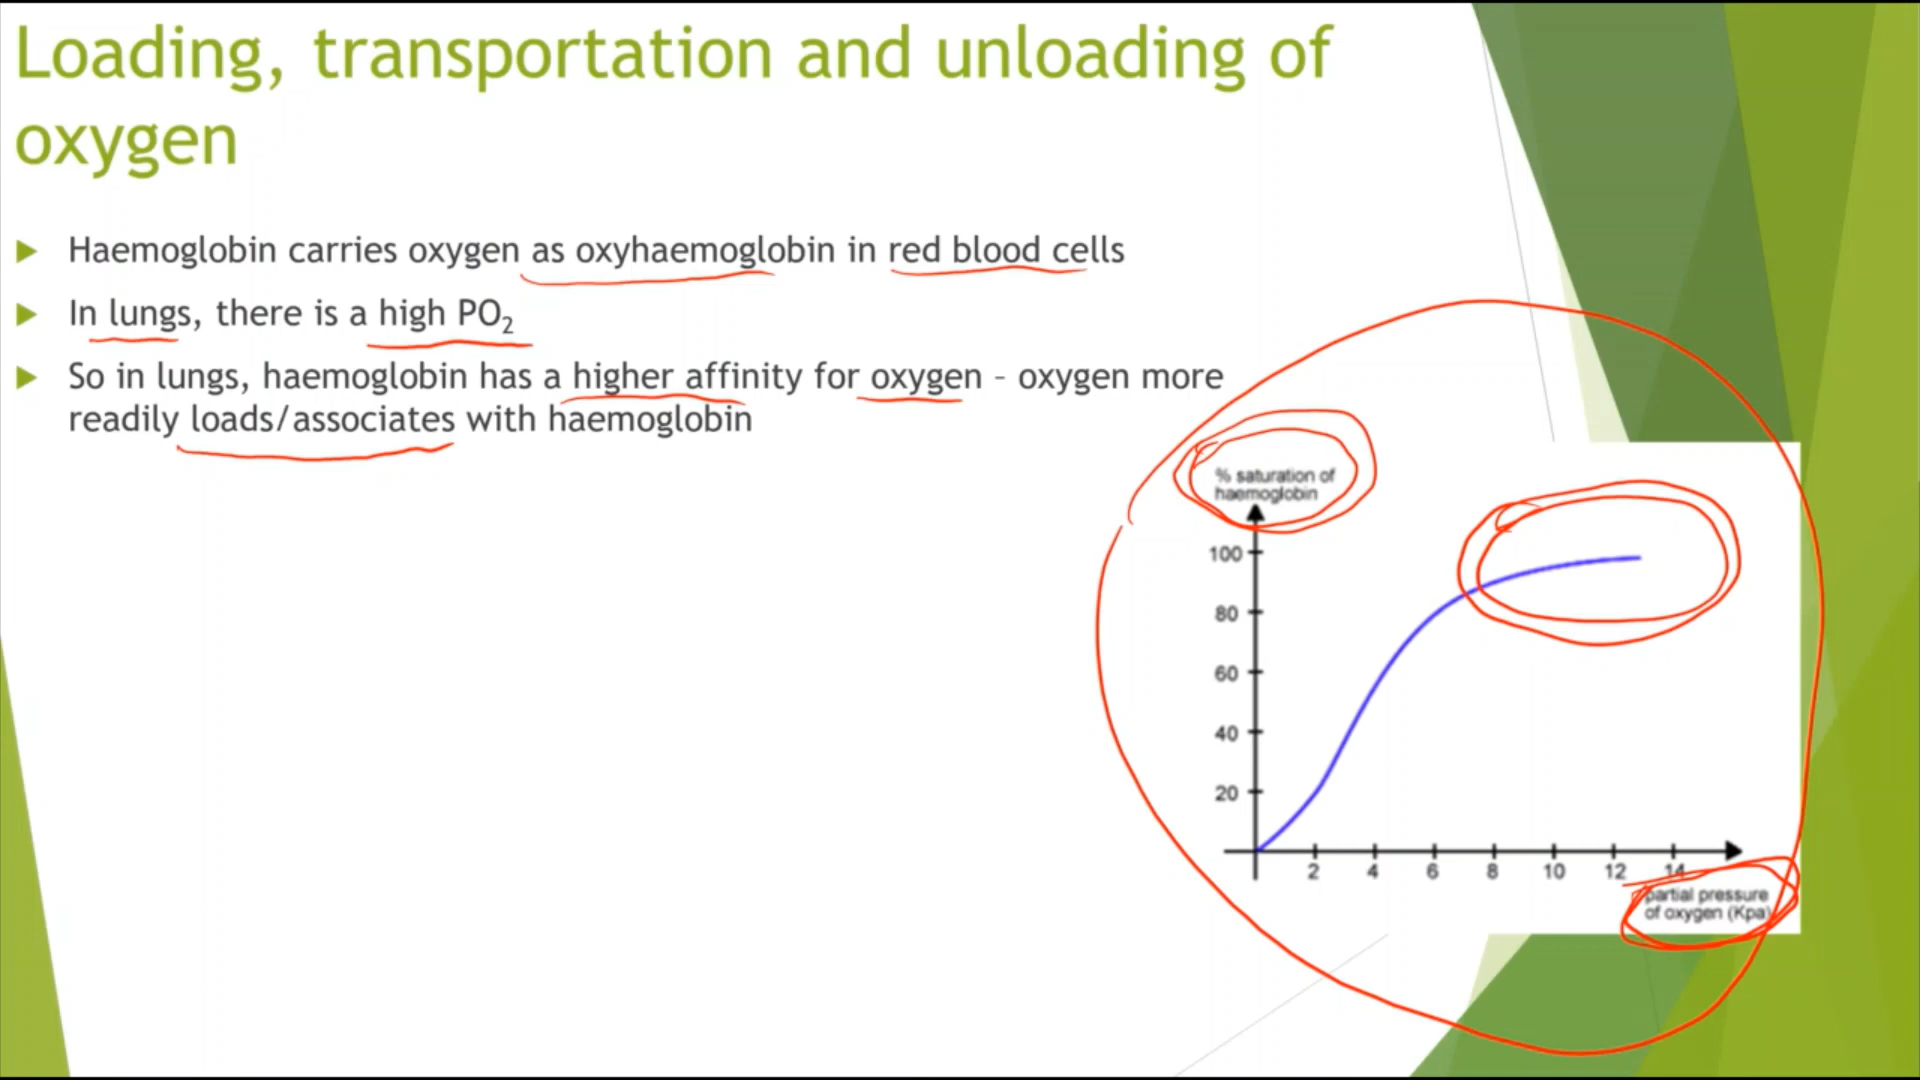 Loading, transportation and unloading of
oxygen
Haemoglobin carries oxygen as oxyhaemoglobin in red blood cells
In lungs, there is a high PO₂
So in lungs, haemoglobin has a higher affinity for oxygen – oxygen more
readily loads/associates with haemoglobin
% saturation of
haemoglobin
100
80
60
40
20
2 4 6 8 10 12 14
partial pressure
of oxygen (Kpa)